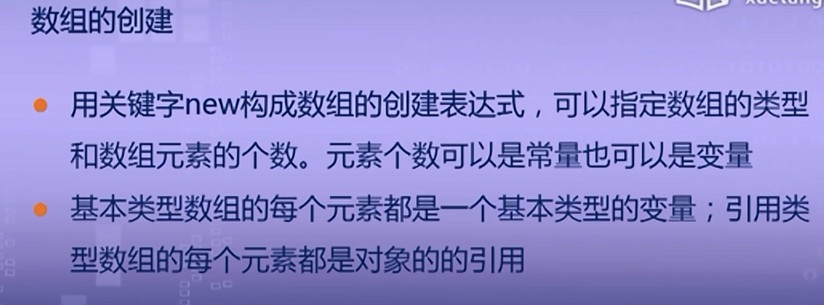 数组的创建
用关键字new构成数组的创建表达式，可以指定数组的类型
和数组元素的个数。元素个数可以是常量也可以是变量
基本类型数组的每个元素都是一个基本类型的变量；引用类
型数组的每个元素都是对象的的引用